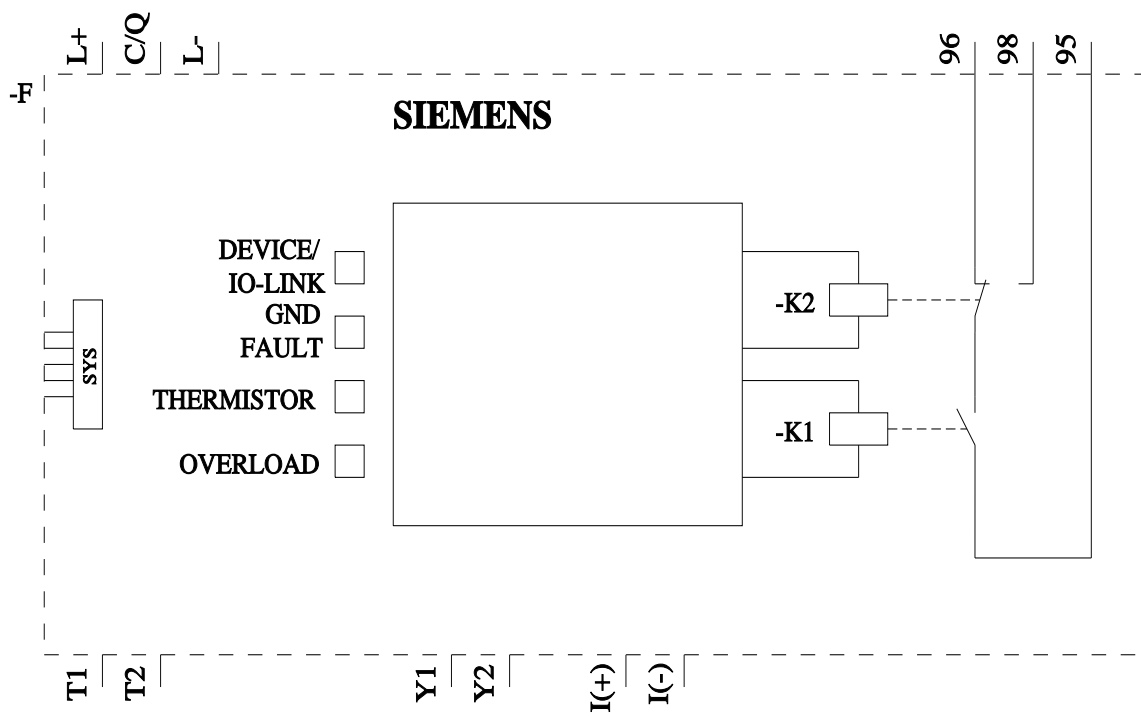 L+
C/Q
L-
96
98
95
-F
SIEMENS
DEVICE/
IO-LINK
GND
FAULT
THERMISTOR
OVERLOAD
SYS
-K2
-K1
T1
T2
Y1
Y2
I(+)
I(-)